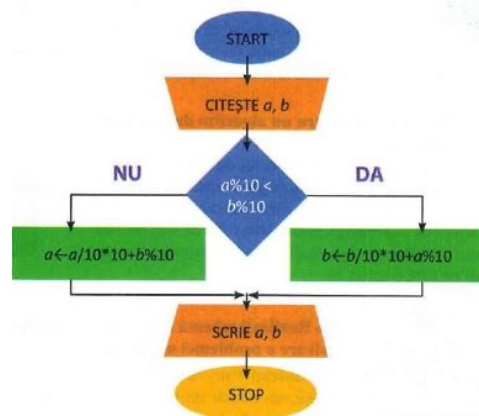 START
CITEȘTE a, b
NU
a%10 <
b%10
DA
a←a/10*10+b%10
b←b/10*10+a%10
SCRIE a, b
STOP